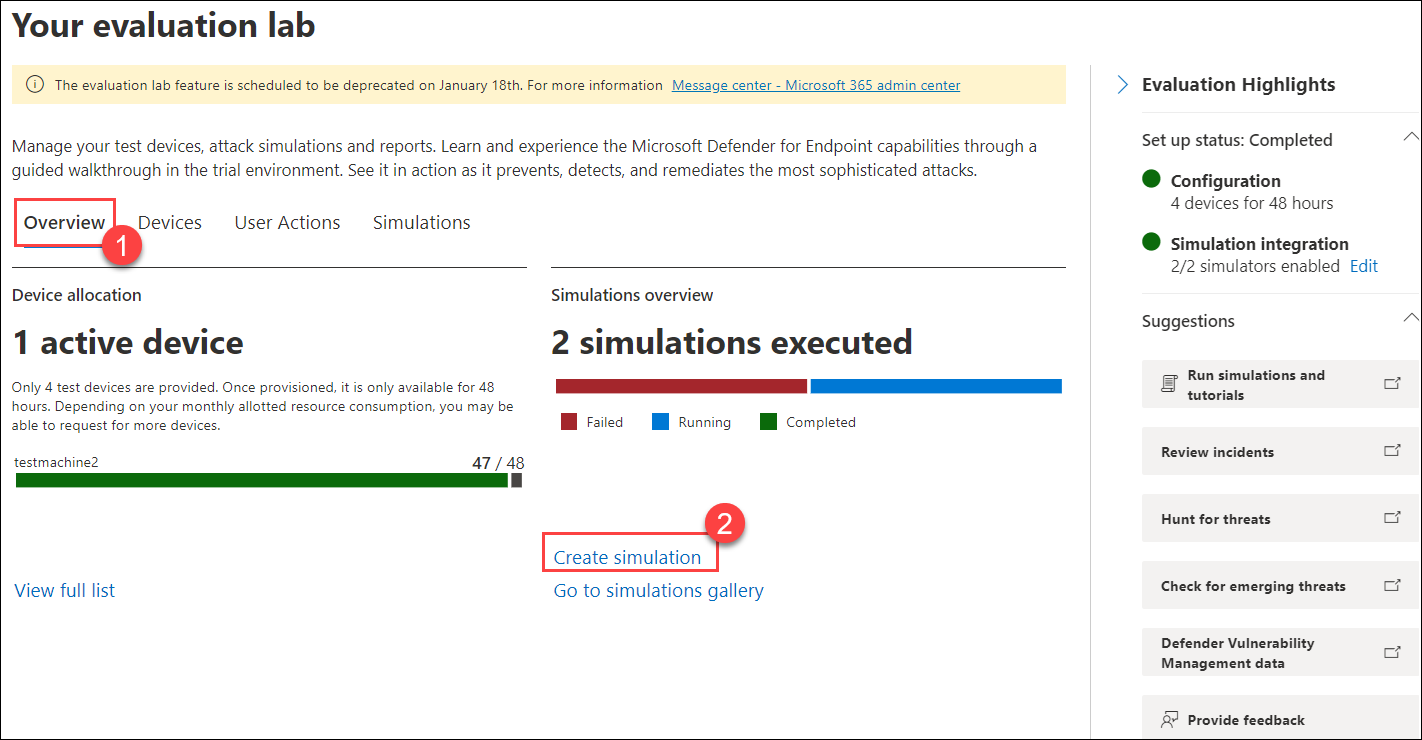 Your evaluation lab
The evaluation lab feature is scheduled to be deprecated on January 18th. For more information Message center - Microsoft 365 admin center
Manage your test devices, attack simulations and reports. Learn and experience the Microsoft Defender for Endpoint capabilities through a
guided walkthrough in the trial environment. See it in action as it prevents, detects, and remediates the most sophisticated attacks.
Overview Devices User Actions Simulations
1
Device allocation
1 active device
Only 4 test devices are provided. Once provisioned, it is only available for 48
hours. Depending on your monthly allotted resource consumption, you may be
able to request for more devices.
testmachine2 47 / 48
View full list
Simulations overview
2 simulations executed
Failed Running Completed
2
Create simulation
Go to simulations gallery
Evaluation Highlights
Set up status: Completed
Configuration
4 devices for 48 hours
Simulation integration
2/2 simulators enabled Edit
Suggestions
Run simulations and
tutorials
Review incidents
Hunt for threats
Check for emerging threats
Defender Vulnerability
Management data
Provide feedback